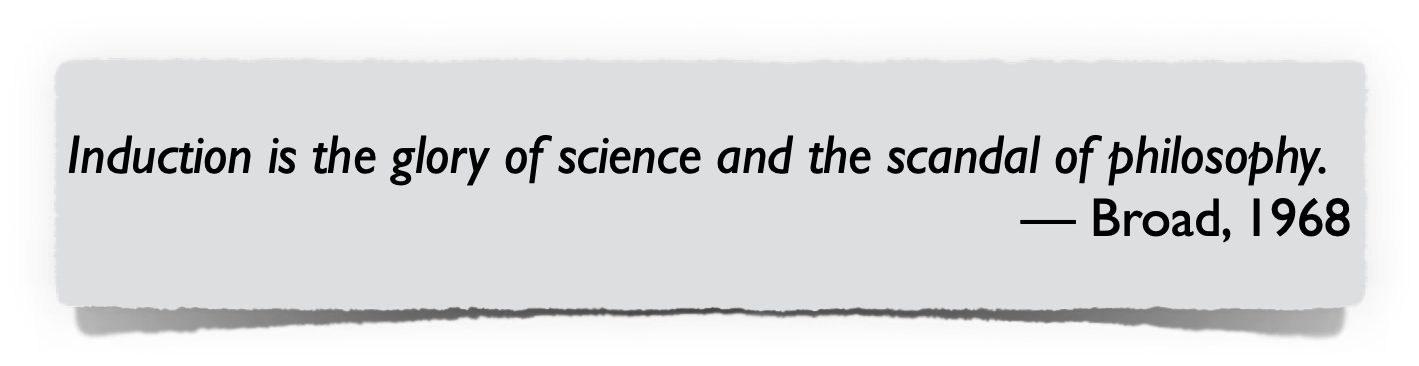 Induction is the glory of science and the scandal of philosophy.
— Broad, 1968